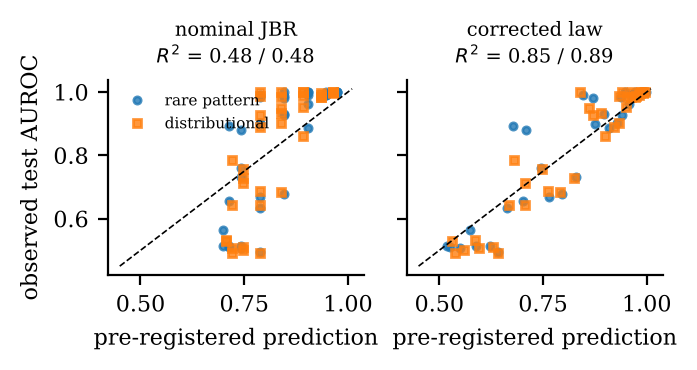 nominal JBR
R² = 0.48 / 0.48
corrected law
R² = 0.85 / 0.89
observed test AUROC
1.0
0.8
0.6
rare pattern
distributional
0.50 0.75 1.00
0.50 0.75 1.00
pre-registered prediction
pre-registered prediction